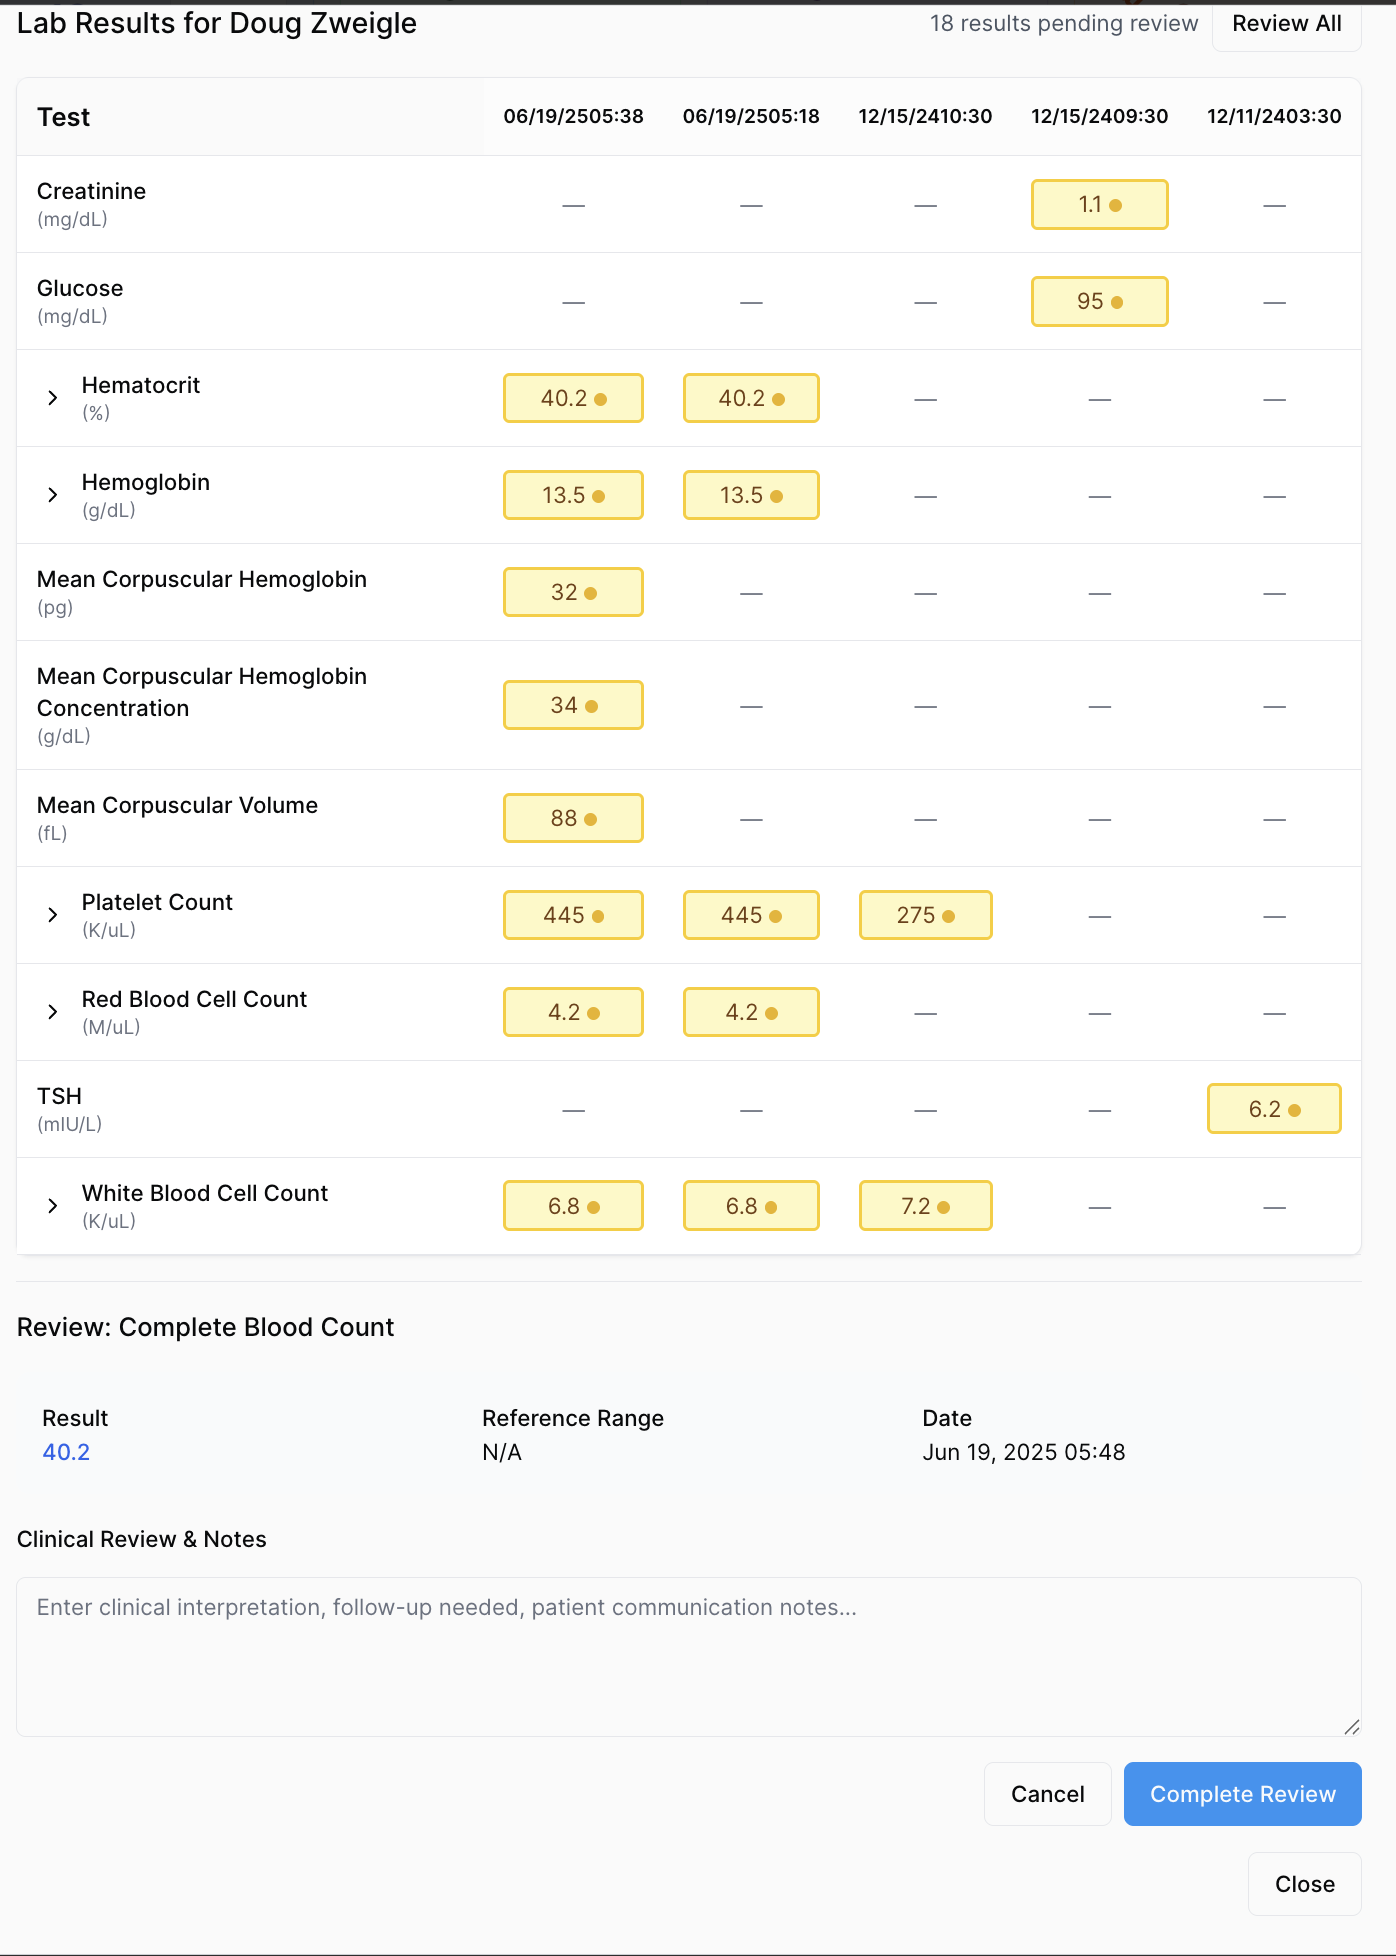 Lab Results for Doug Zweigle
18 results pending review
Review All
Test 06/19/2505:38 06/19/2505:18 12/15/2410:30 12/15/2409:30 12/11/2403:30
Creatinine
(mg/dL)
— — — 1.1 —
Glucose
(mg/dL)
— — — 95 —
Hematocrit
(%)
40.2 40.2 — — —
Hemoglobin
(g/dL)
13.5 13.5 — — —
Mean Corpuscular Hemoglobin
(pg)
32 — — — —
Mean Corpuscular Hemoglobin
Concentration
(g/dL)
34 — — — —
Mean Corpuscular Volume
(fL)
88 — — — —
Platelet Count
(K/uL)
445 445 275 — —
Red Blood Cell Count
(M/uL)
4.2 4.2 — — —
TSH
(mIU/L)
— — — — 6.2
White Blood Cell Count
(K/uL)
6.8 6.8 7.2 — —
Review: Complete Blood Count
Result Reference Range Date
40.2 N/A Jun 19, 2025 05:48
Clinical Review & Notes
Enter clinical interpretation, follow-up needed, patient communication notes...
Cancel Complete Review
Close